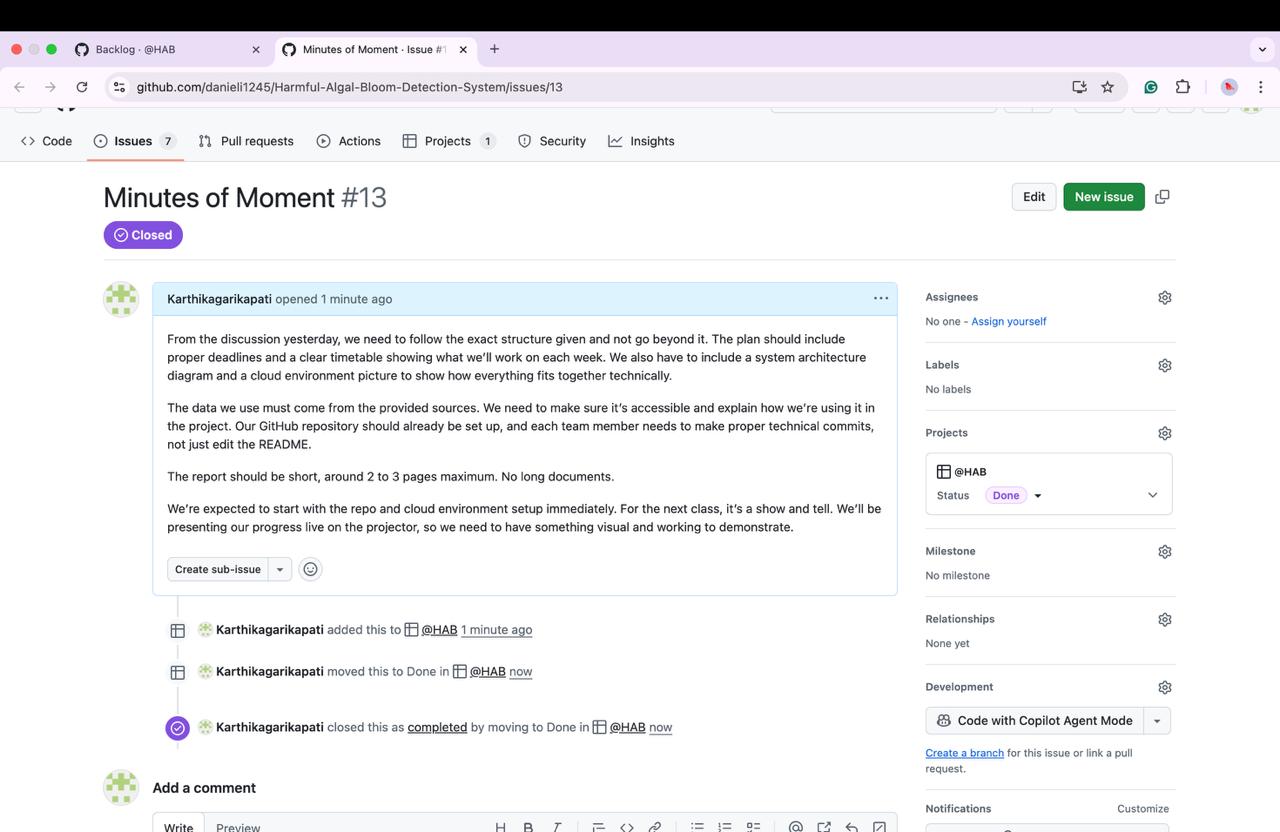 Backlog · @HAB
Minutes of Moment · Issue #1
github.com/danieli1245/Harmful-Algal-Bloom-Detection-System/issues/13
Code
Issues 7
Pull requests
Actions
Projects 1
Security
Insights
Minutes of Moment #13
Edit
New issue
Closed
Karthikagarikapati opened 1 minute ago
From the discussion yesterday, we need to follow the exact structure given and not go beyond it. The plan should include
proper deadlines and a clear timetable showing what we'll work on each week. We also have to include a system architecture
diagram and a cloud environment picture to show how everything fits together technically.
The data we use must come from the provided sources. We need to make sure it's accessible and explain how we're using it in
the project. Our GitHub repository should already be set up, and each team member needs to make proper technical commits,
not just edit the README.
The report should be short, around 2 to 3 pages maximum. No long documents.
We're expected to start with the repo and cloud environment setup immediately. For the next class, it's a show and tell. We'll be
presenting our progress live on the projector, so we need to have something visual and working to demonstrate.
Create sub-issue
Karthikagarikapati added this to @HAB 1 minute ago
Karthikagarikapati moved this to Done in @HAB now
Karthikagarikapati closed this as completed by moving to Done in @HAB now
Add a comment
Write
Preview
H B I
Assignees
No one - Assign yourself
Labels
No labels
Projects
@HAB
Status Done
Milestone
No milestone
Relationships
None yet
Development
Code with Copilot Agent Mode
Create a branch for this issue or link a pull
request.
Notifications
Customize